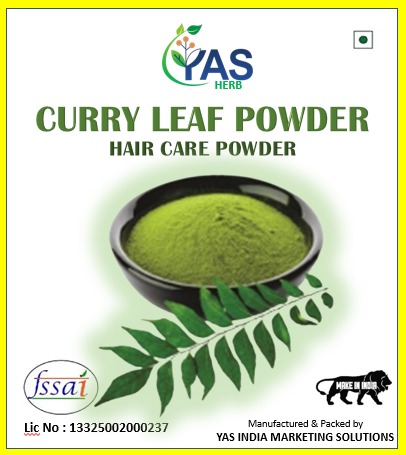 YAS
HERB
CURRY LEAF POWDER
HAIR CARE POWDER
fssai
MAKE IN INDIA
Lic No : 13325002000237
Manufactured & Packed by
YAS INDIA MARKETING SOLUTIONS